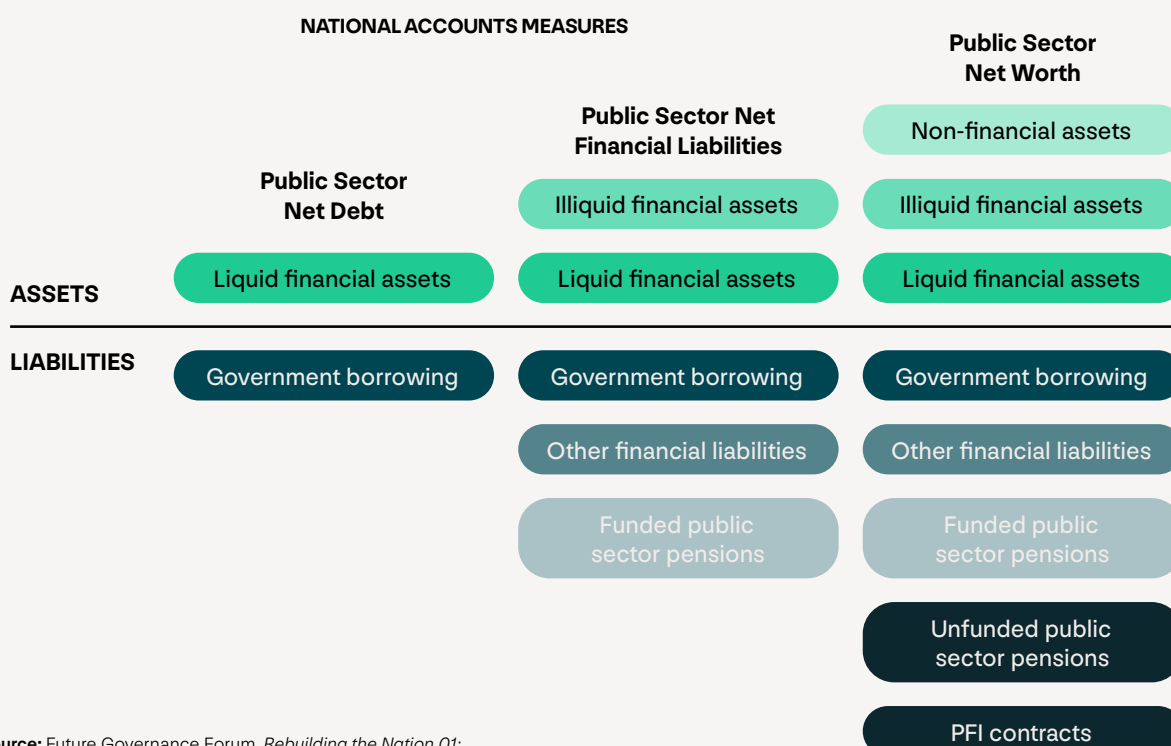 NATIONAL ACCOUNTS MEASURES
Public Sector
Net Worth
Non-financial assets
Public Sector Net
Financial Liabilities
Public Sector
Net Debt
Illiquid financial assets
Illiquid financial assets
ASSETS
Liquid financial assets
Liquid financial assets
Liquid financial assets
LIABILITIES
Government borrowing
Government borrowing
Government borrowing
Other financial liabilities
Other financial liabilities
Funded public
sector pensions
Funded public
sector pensions
Unfunded public
sector pensions
PFI contracts
urce: Future Governance Forum, Rebuilding the Nation 01: